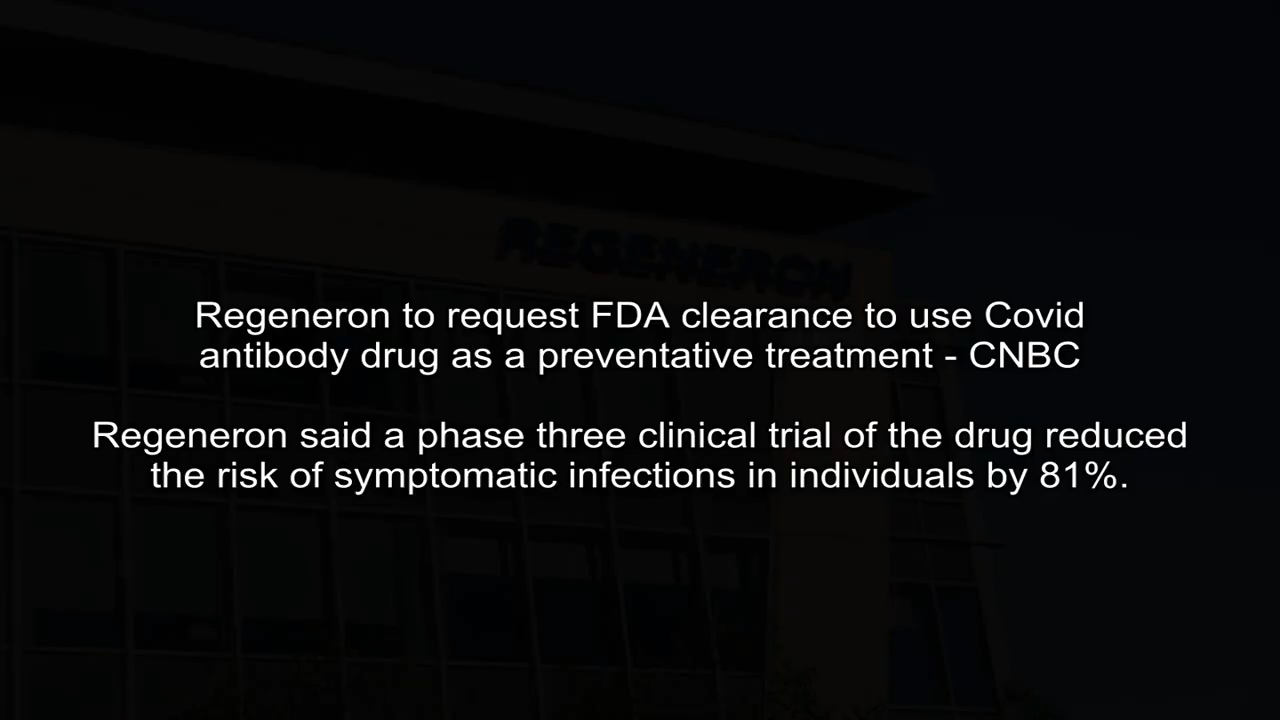 REGENERON
Regeneron to request FDA clearance to use Covid
antibody drug as a preventative treatment - CNBC
Regeneron said a phase three clinical trial of the drug reduced
the risk of symptomatic infections in individuals by 81%.